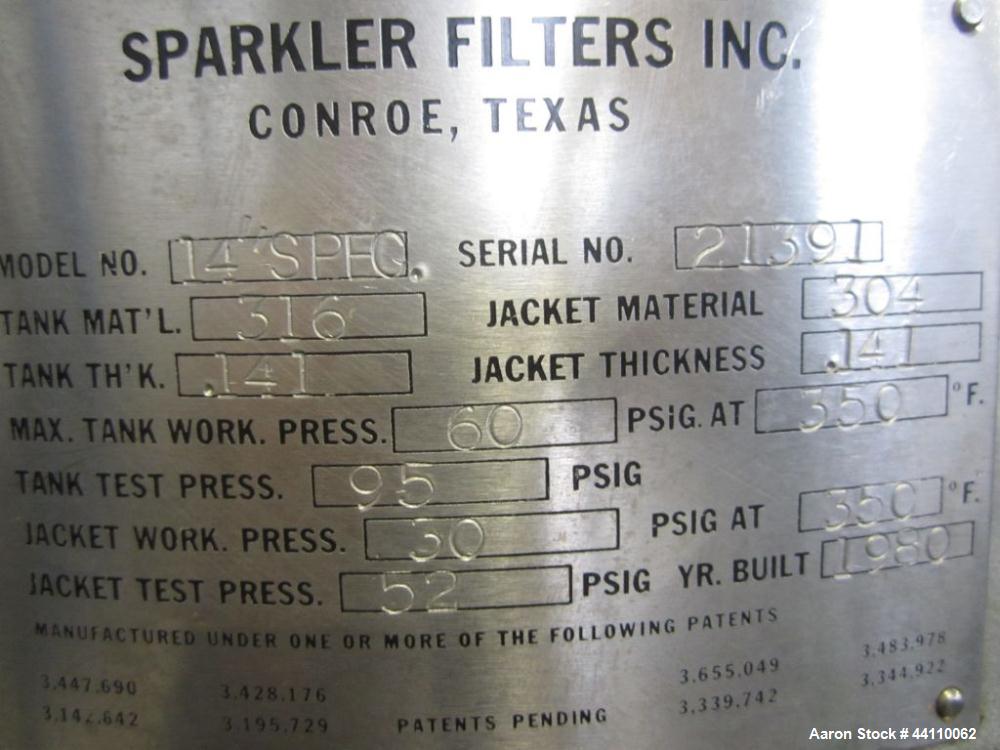 SPARKLER FILTERS INC.
CONROE, TEXAS
MODEL NO. 14" SPEC. SERIAL NO. 21391
TANK MAT'L. 316 JACKET MATERIAL 304
TANK TH'K. .141 JACKET THICKNESS .141
MAX. TANK WORK. PRESS. 60 PSiG. AT 350 °F.
TANK TEST PRESS. 95 PSIG
JACKET WORK. PRESS. 30 PSIG AT 350 °F.
JACKET TEST PRESS. 52 PSIG YR. BUILT 1980
MANUFACTURED UNDER ONE OR MORE OF THE FOLLOWING PATENTS
3,447,690 3,428,176 3,655,049 3,483,978
3,142,642 3,195,729 PATENTS PENDING 3,339,742 3,344,922
Aaron Stock # 44110062